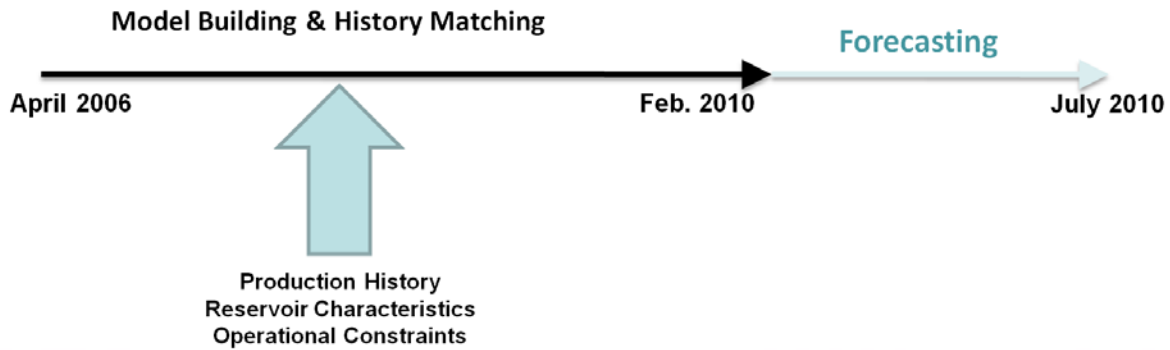 Model Building & History Matching
Forecasting
April 2006
Feb. 2010
July 2010
Production History
Reservoir Characteristics
Operational Constraints